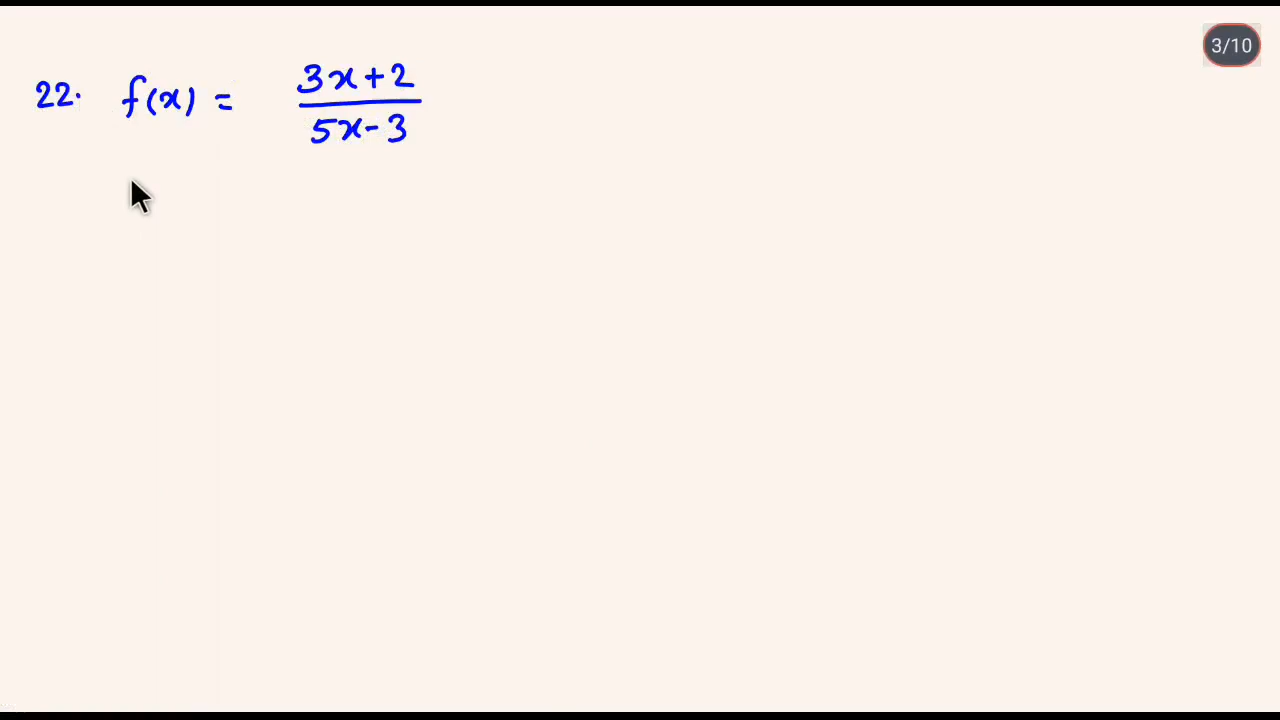 3/10
22. f(x) = (3x+2)/(5x-3)